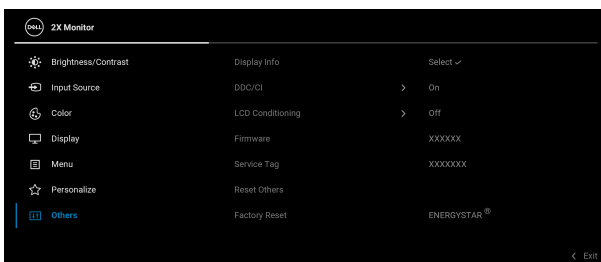 DELL 2X Monitor
Brightness/Contrast Display Info Select ✓
Input Source DDC/CI > On
Color LCD Conditioning > Off
Display Firmware XXXXXX
Menu Service Tag XXXXXXX
Personalize Reset Others
Others Factory Reset ENERGYSTAR ®
< Exit